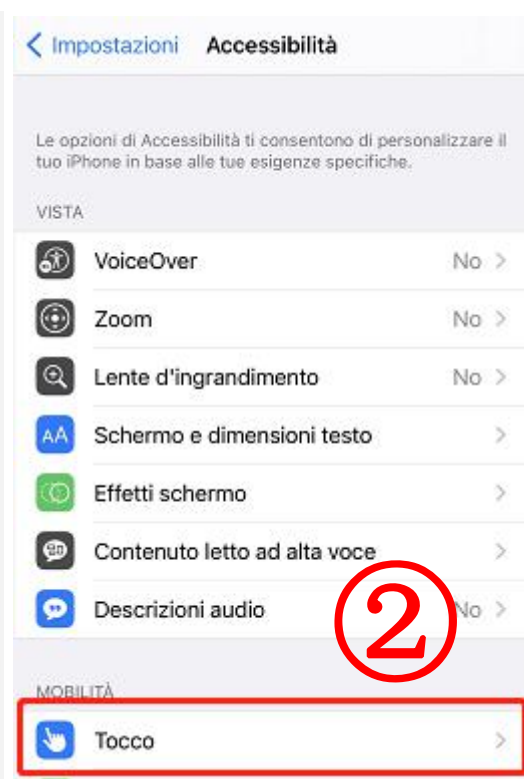 Impostazioni Accessibilità
Le opzioni di Accessibilità ti consentono di personalizzare il
tuo iPhone in base alle tue esigenze specifiche.
VISTA
VoiceOver No
Zoom No
Lente d'ingrandimento No
AA Schermo e dimensioni testo
Effetti schermo
Contenuto letto ad alta voce
Descrizioni audio No
②
MOBILITÀ
Tocco